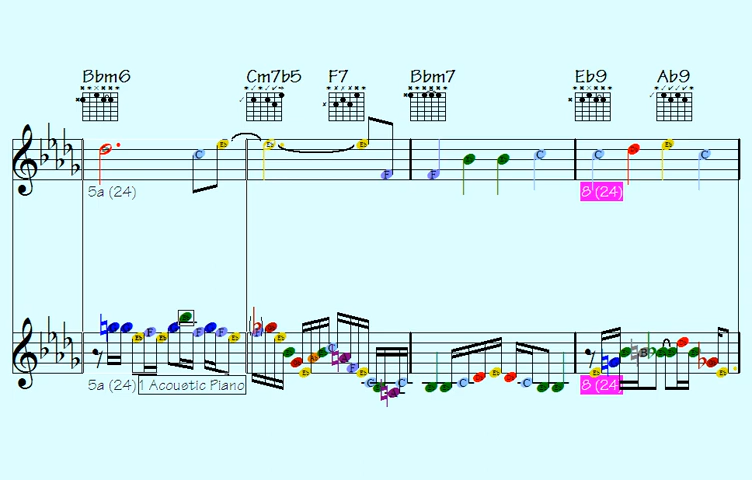 Bbm6 Cm7b5 F7 Bbm7 Eb9 Ab9
5a (24) 8 (24)
5a (24) 1 Acoustic Piano 8 (24)